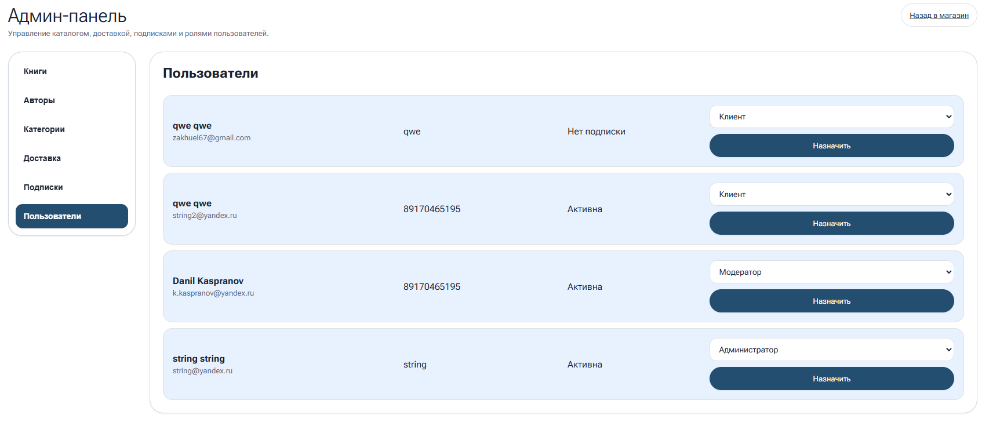 Админ-панель
Управление каталогом, доставкой, подписками и ролями пользователей.
Назад в магазин
Книги
Авторы
Категории
Доставка
Подписки
Пользователи
Пользователи
qwe qwe
zakhuel67@gmail.com
qwe
Нет подписки
Клиент
Назначить
qwe qwe
string2@yandex.ru
89170465195
Активна
Клиент
Назначить
Danil Kaspranov
k.kaspranov@yandex.ru
89170465195
Активна
Модератор
Назначить
string string
string@yandex.ru
string
Активна
Администратор
Назначить